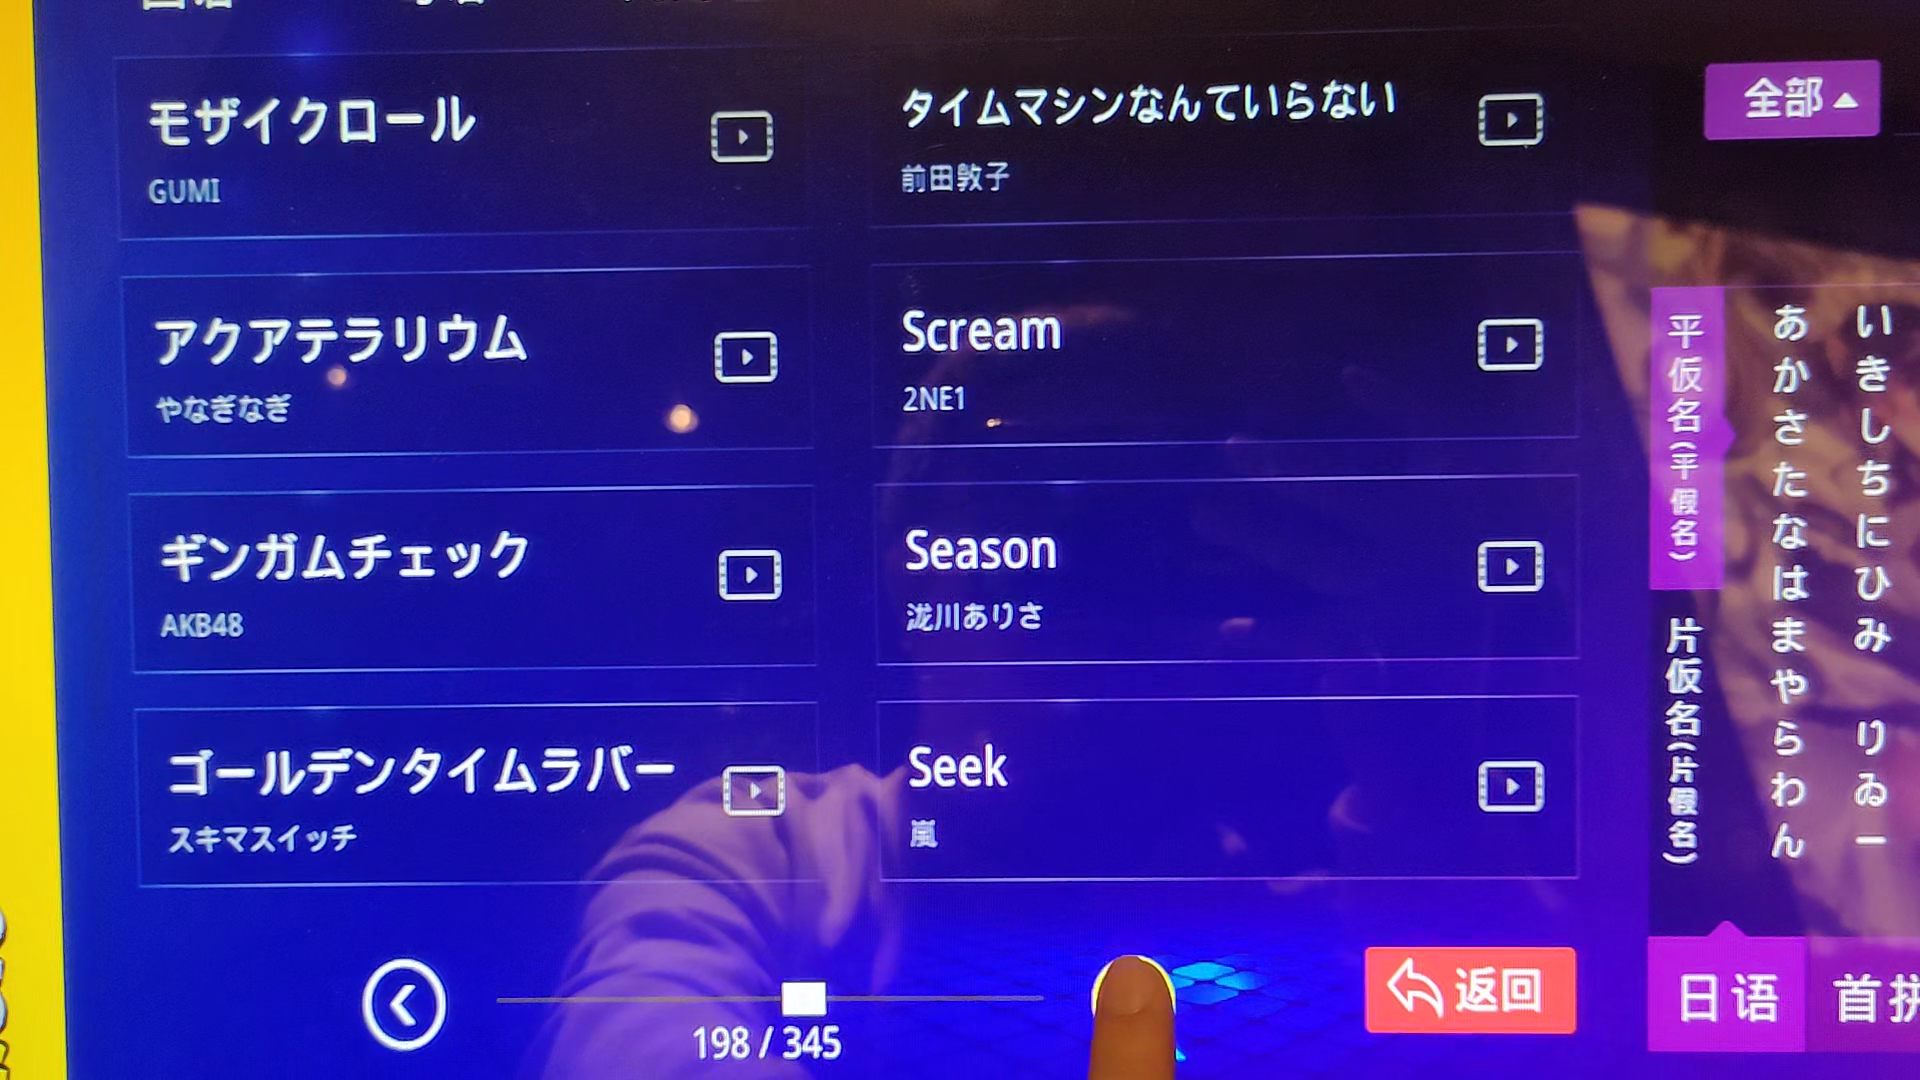 モザイクロール
GUMI
タイムマシンなんていらない
前田敦子
アクアテラリウム
やなぎなぎ
Scream
2NE1
ギンガムチェック
AKB48
Season
泷川ありさ
ゴールデンタイムラバー
スキマスイッチ
Seek
嵐
198 / 345
返回
全部
平仮名(平假名)
片仮名(片假名)
あかさたなはまやらわん
いきしちにひみ りゐー
日语
首拼